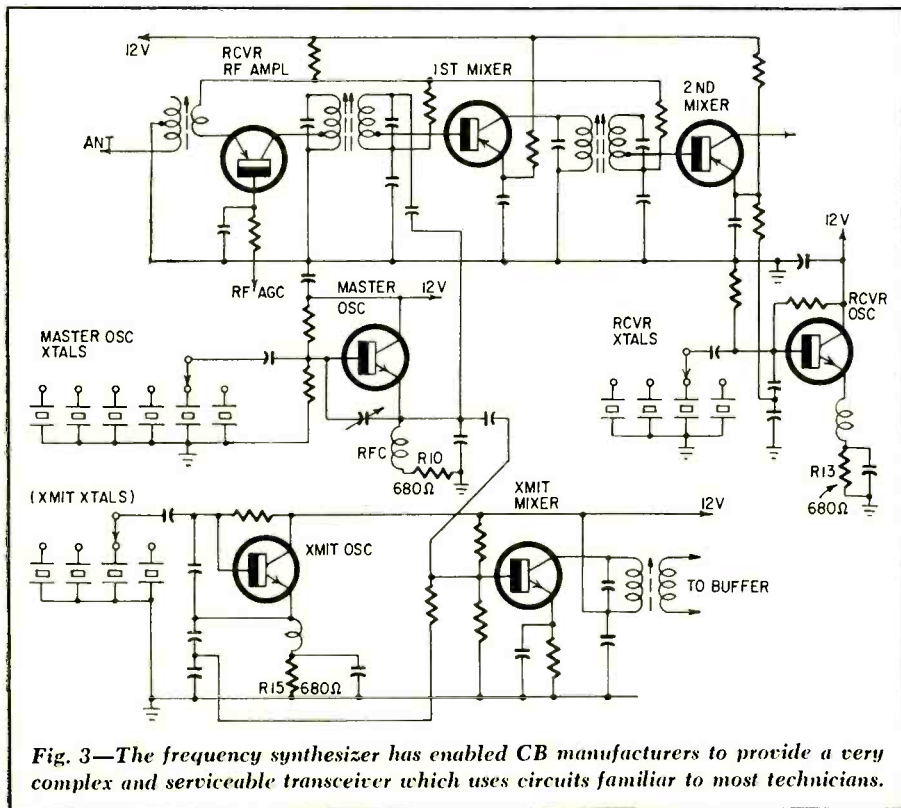 12V
RCVR
RF AMPL
1ST MIXER
2ND
MIXER
ANT
RF AGC
12V
MASTER
OSC
12V
RCVR
OSC
MASTER OSC
XTALS
RCVR
XTALS
RFC
R10
680Ω
R13
680Ω
(XMIT XTALS)
XMIT
MIXER
12V
XMIT OSC
TO BUFFER
R15 680Ω
Fig. 3—The frequency synthesizer has enabled CB manufacturers to provide a very
complex and serviceable transceiver which uses circuits familiar to most technicians.